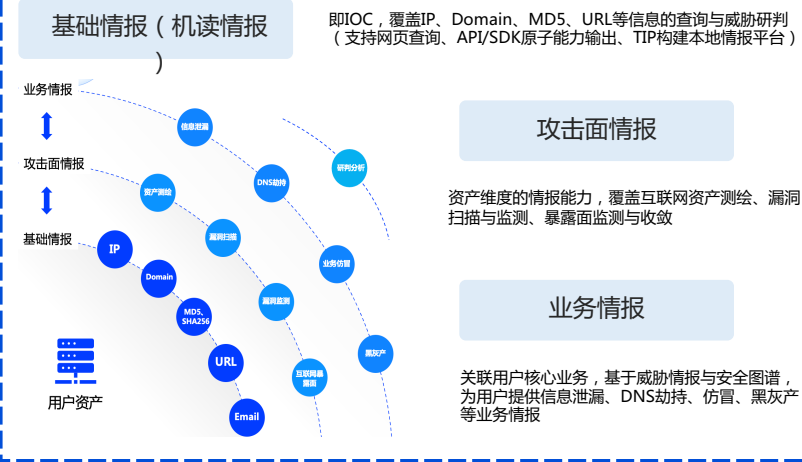 基础情报（机读情报
）
即IOC，覆盖IP、Domain、MD5、URL等信息的查询与威胁研判
（支持网页查询、API/SDK原子能力输出、TIP构建本地情报平台）
业务情报
信息泄漏
攻击面情报
研判分析
DNS劫持
资产测绘
攻击面情报
资产维度的情报能力，覆盖互联网资产测绘、漏洞
扫描与监测、暴露面监测与收敛
基础情报
IP
漏洞扫描
业务仿冒
Domain
漏洞监测
MD5、
SHA256
业务情报
URL
黑灰产
互联网暴
露面
用户资产
Email
关联用户核心业务，基于威胁情报与安全图谱，
为用户提供信息泄漏、DNS劫持、仿冒、黑灰产
等业务情报